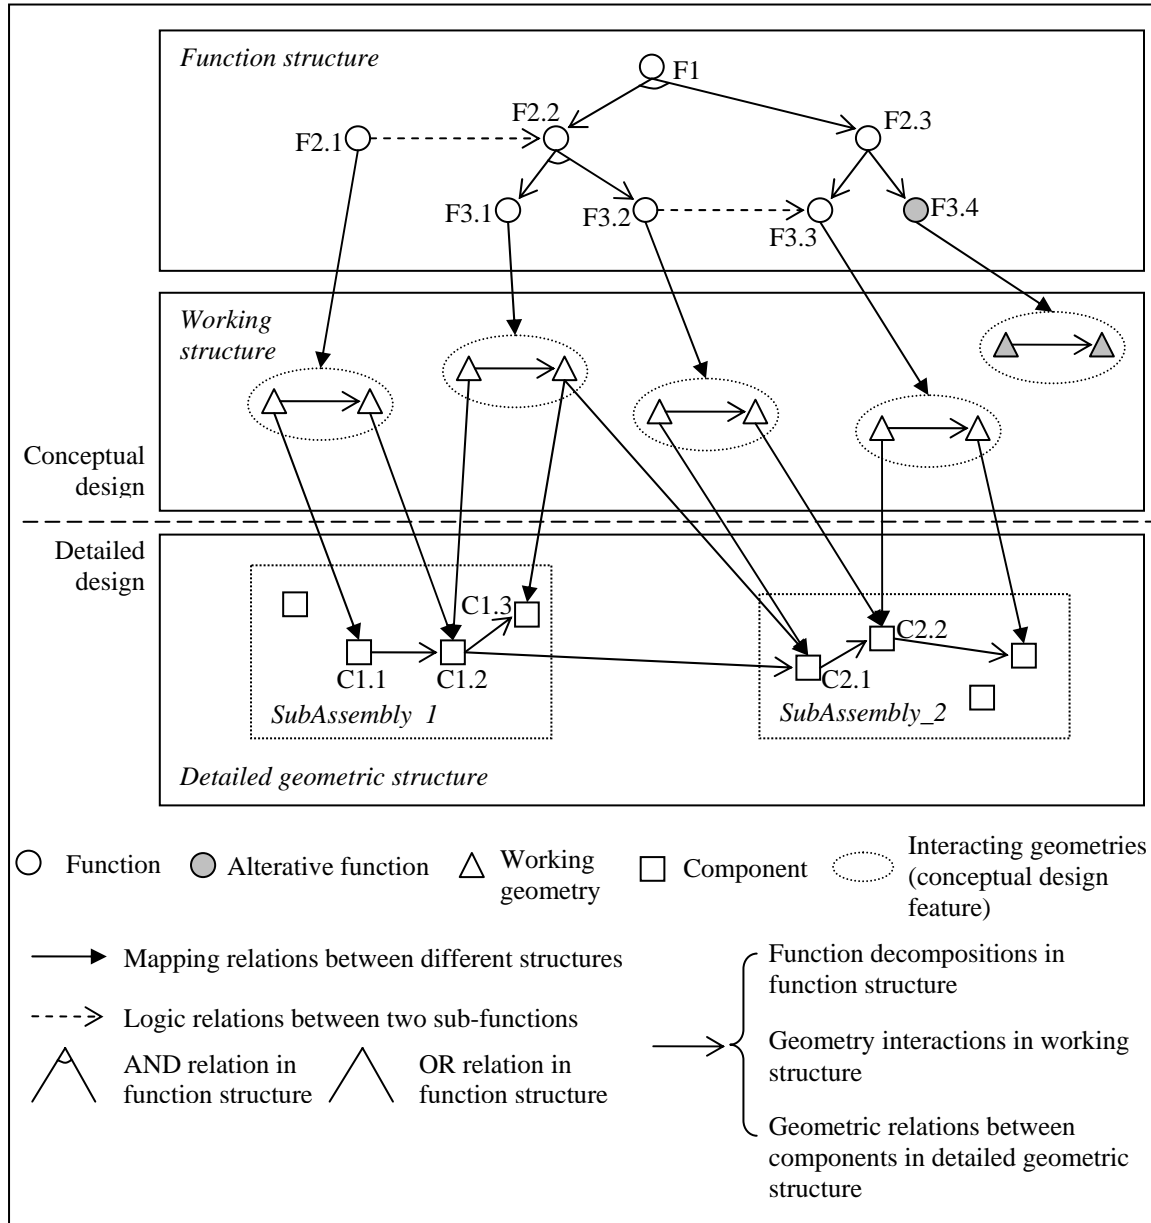 Function structure
F1
F2.1
F2.2
F2.3
F3.1
F3.2
F3.3
F3.4
Working
structure
Conceptual
design
Detailed
design
C1.3
C1.1
C1.2
SubAssembly 1
C2.2
C2.1
SubAssembly_2
Detailed geometric structure
Function
Alterative function
Working
geometry
Component
Interacting geometries
(conceptual design
feature)
Mapping relations between different structures
Logic relations between two sub-functions
AND relation in
function structure
OR relation in
function structure
Function decompositions in
function structure
Geometry interactions in working
structure
Geometric relations between
components in detailed geometric
structure